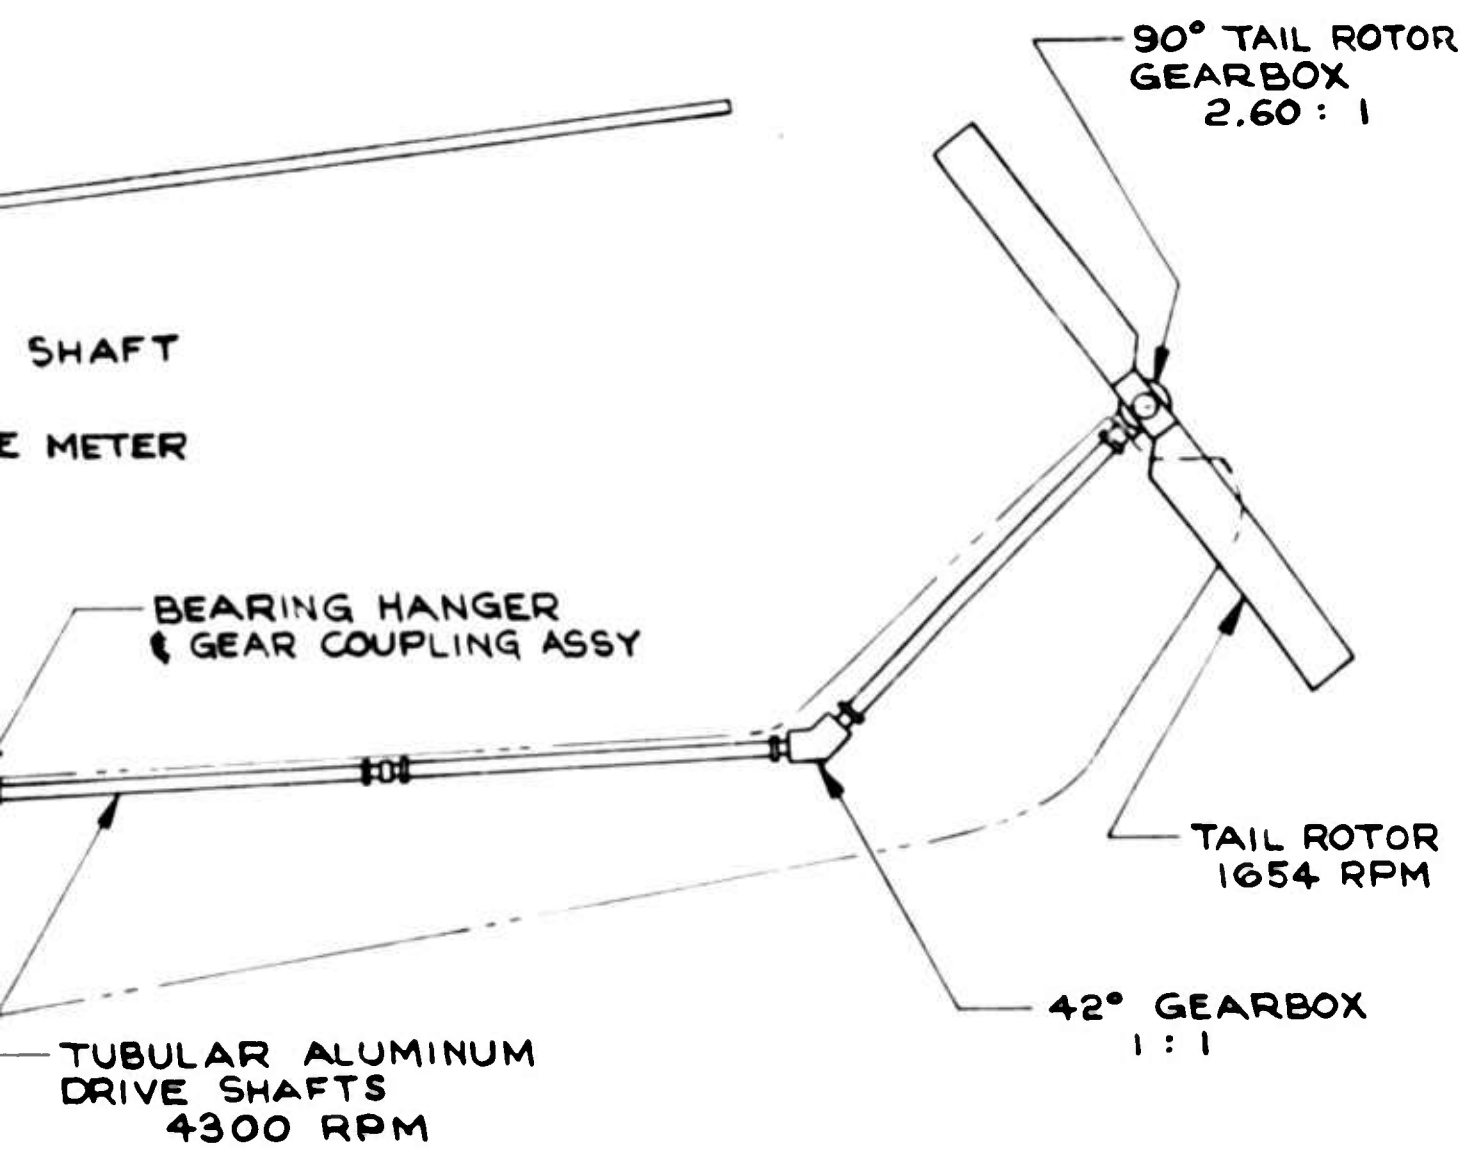 90° TAIL ROTOR
GEARBOX
2.60 : 1
SHAFT
E METER
BEARING HANGER
& GEAR COUPLING ASSY
TAIL ROTOR
1654 RPM
42° GEARBOX
1 : 1
TUBULAR ALUMINUM
DRIVE SHAFTS
4300 RPM